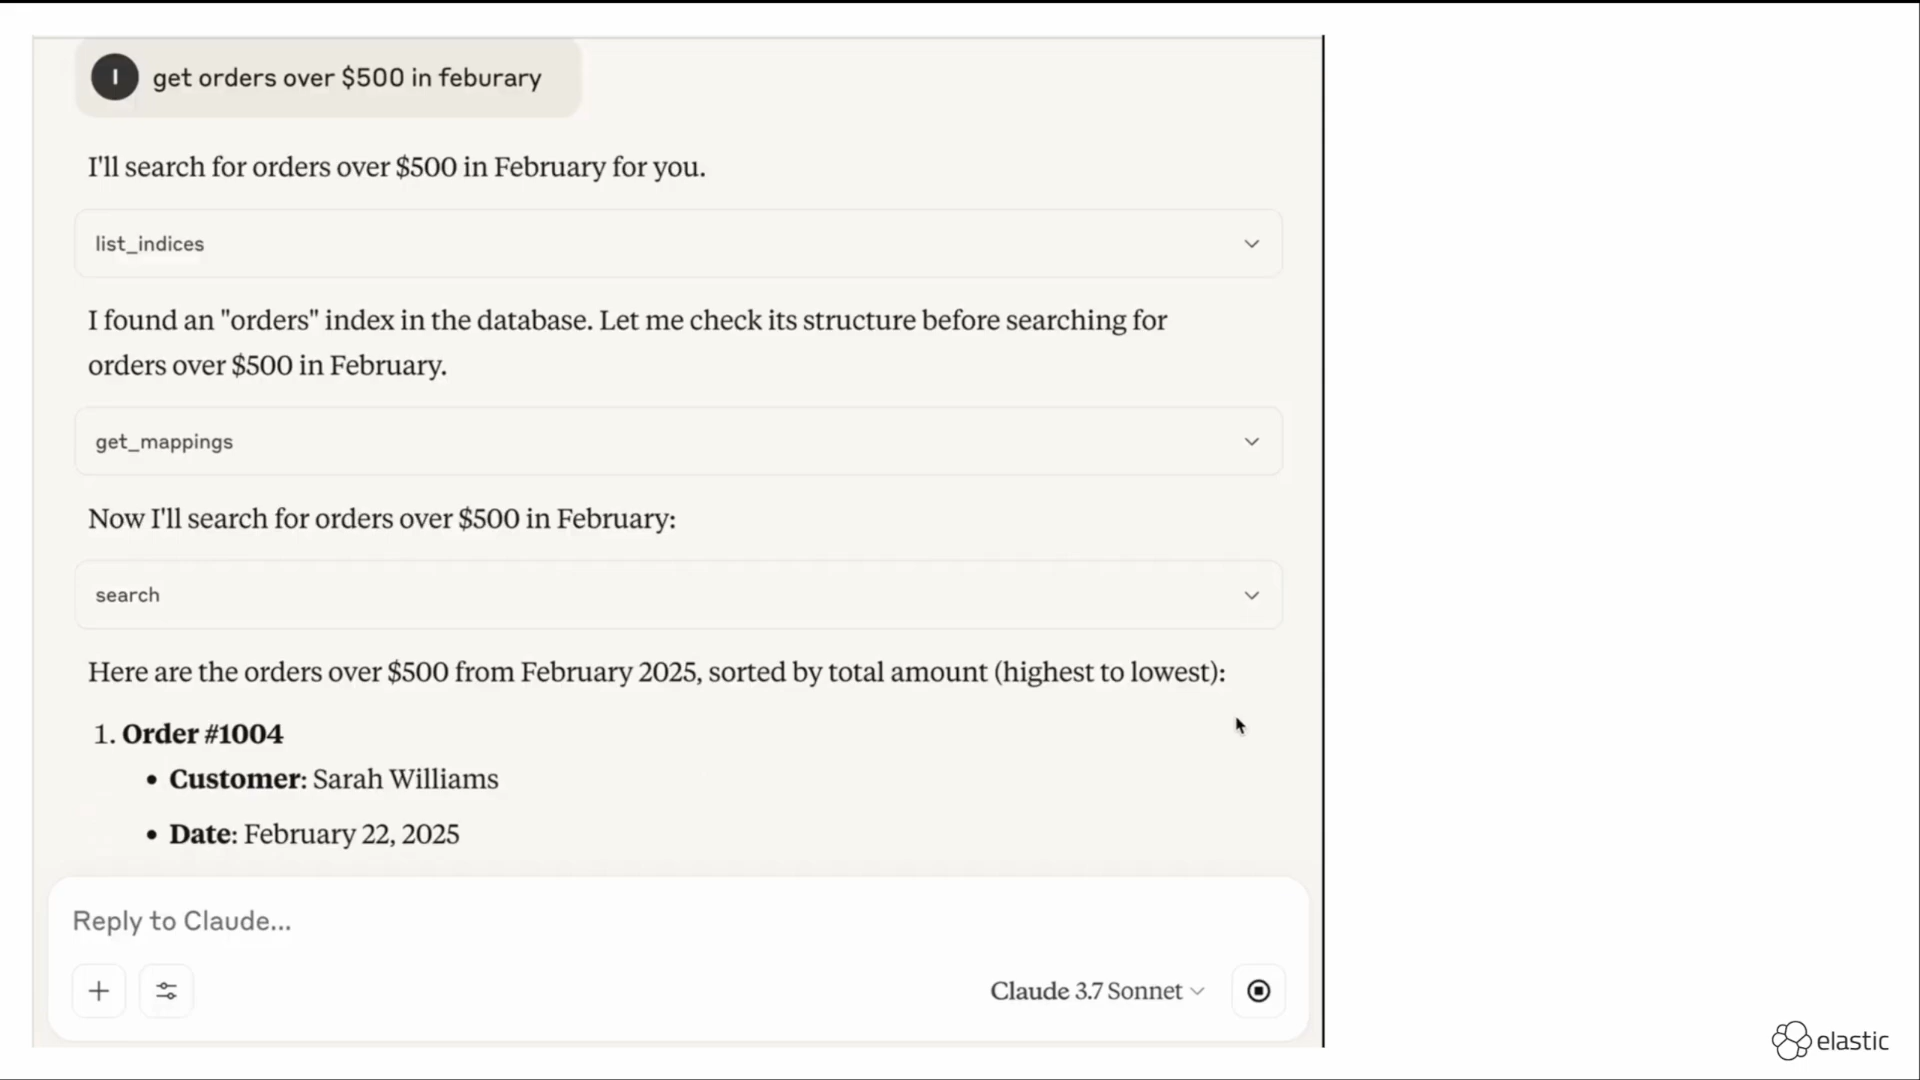 I
get orders over $500 in feburary
I'll search for orders over $500 in February for you.
list_indices
I found an "orders" index in the database. Let me check its structure before searching for
orders over $500 in February.
get_mappings
Now I'll search for orders over $500 in February:
search
Here are the orders over $500 from February 2025, sorted by total amount (highest to lowest):
1. Order #1004
• Customer: Sarah Williams
• Date: February 22, 2025
Reply to Claude...
Claude 3.7 Sonnet
elastic